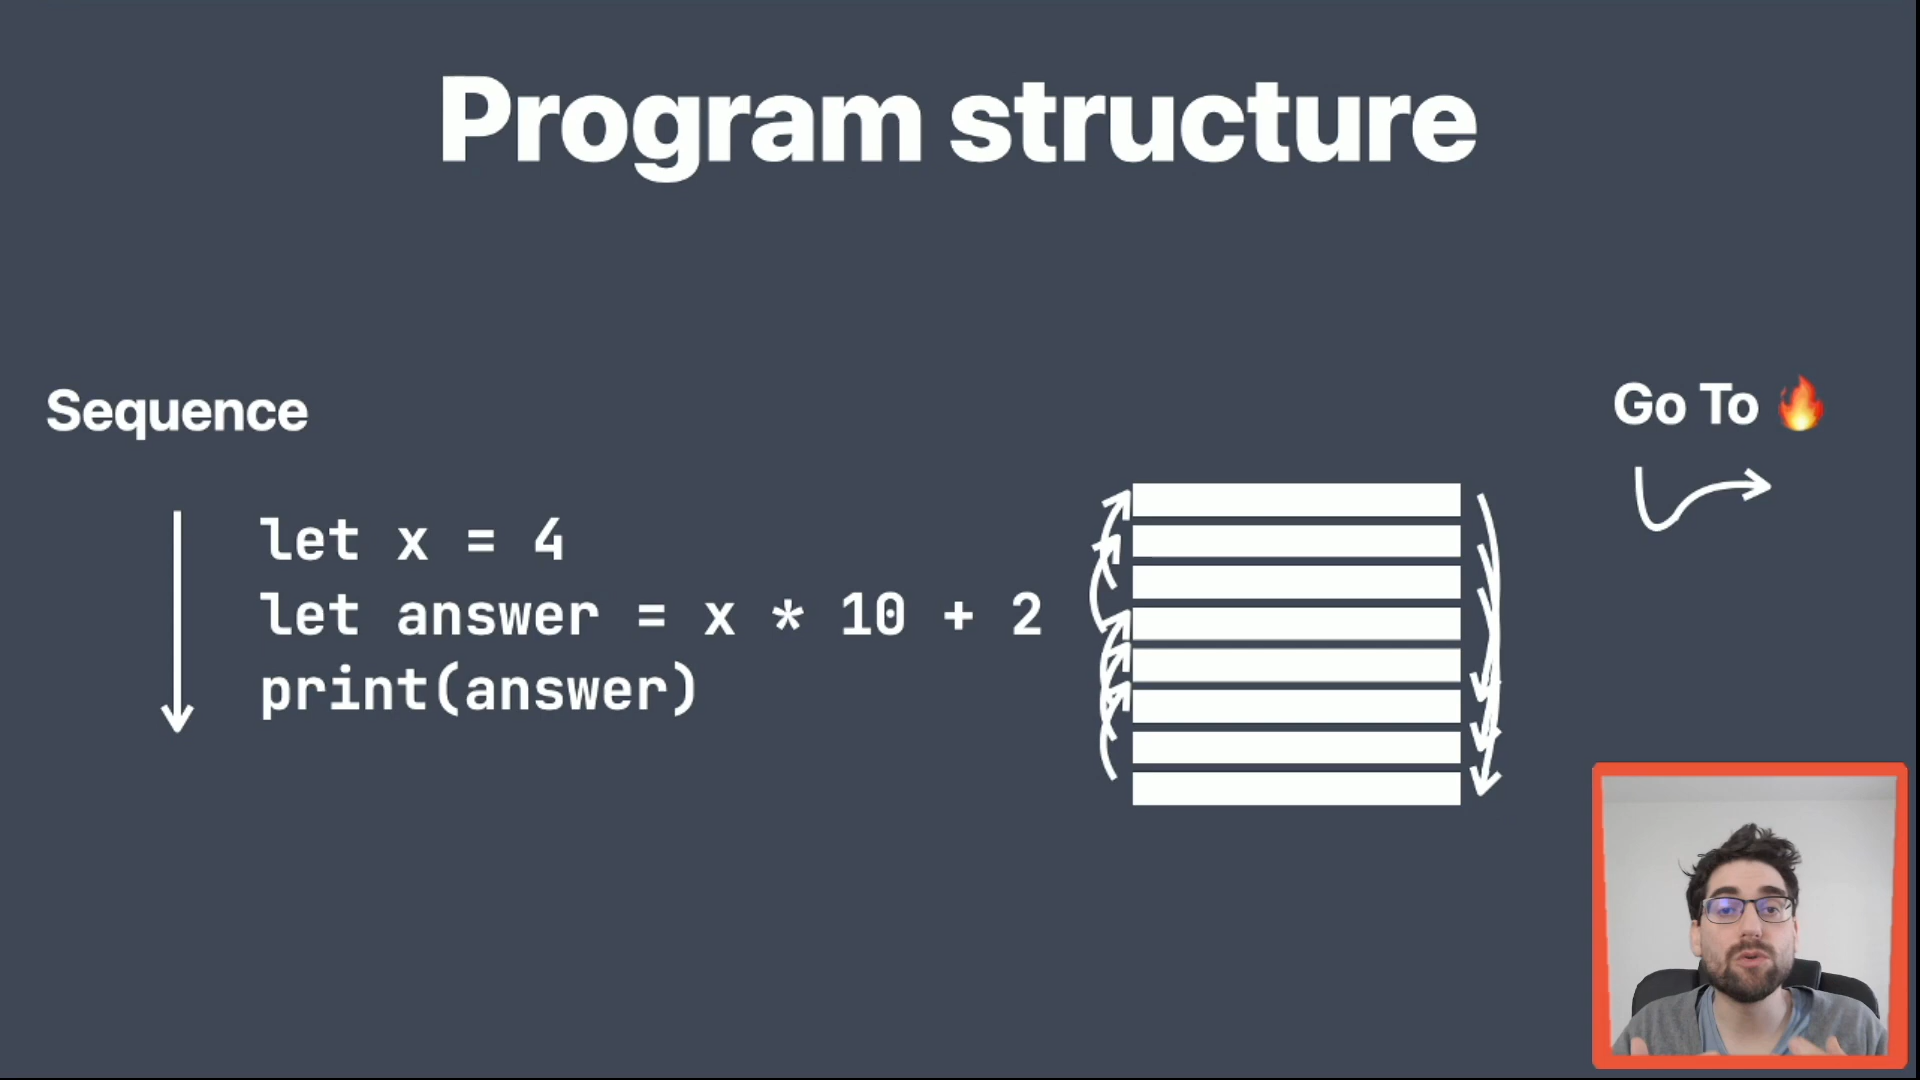 Program structure
Sequence
let x = 4
let answer = x * 10 + 2
print(answer)
Go To 🔥